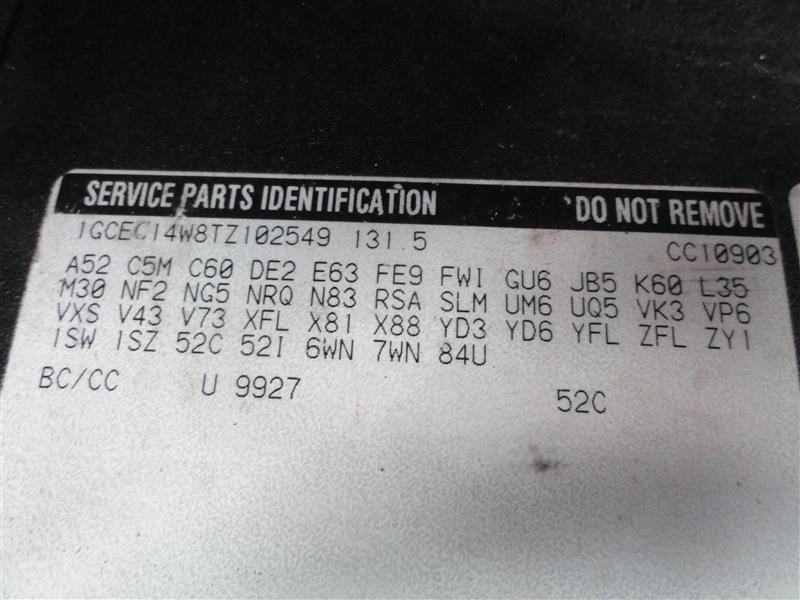 SERVICE PARTS IDENTIFICATION DO NOT REMOVE
1GCEC14W8TZ102549 131.5 CC10903
A52 C5M C60 DE2 E63 FE9 FW1 GU6 JB5 K60 L35
M30 NF2 NG5 NRQ N83 RSA SLM UM6 UQ5 VK3 VP6
VXS V43 V73 XFL X81 X88 YD3 YD6 YFL ZFL ZY1
1SW 1SZ 52C 52I 6WN 7WN 84U
BC/CC U 9927 52C